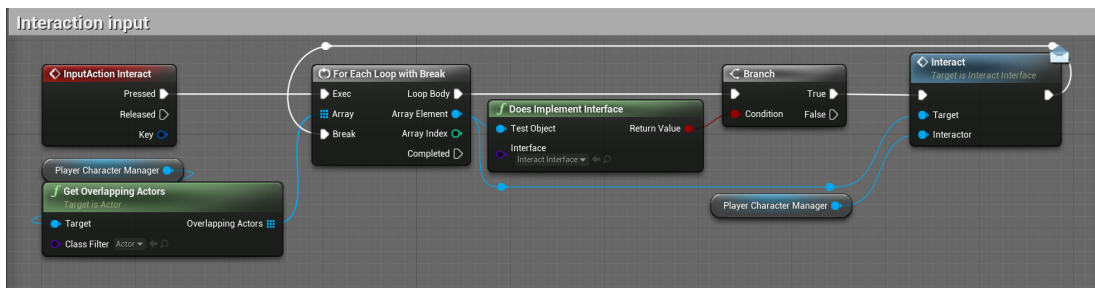 Interaction input
InputAction Interact
Pressed
Released
Key
Player Character Manager
Get Overlapping Actors
Target is Actor
Target
Overlapping Actors
Class Filter
Actor
For Each Loop with Break
Exec
Loop Body
Array
Array Element
Break
Array Index
Completed
Does Implement Interface
Test Object
Return Value
Interface
Interact Interface
Branch
True
Condition
False
Player Character Manager
Interact
Target is Interact Interface
Target
Interactor